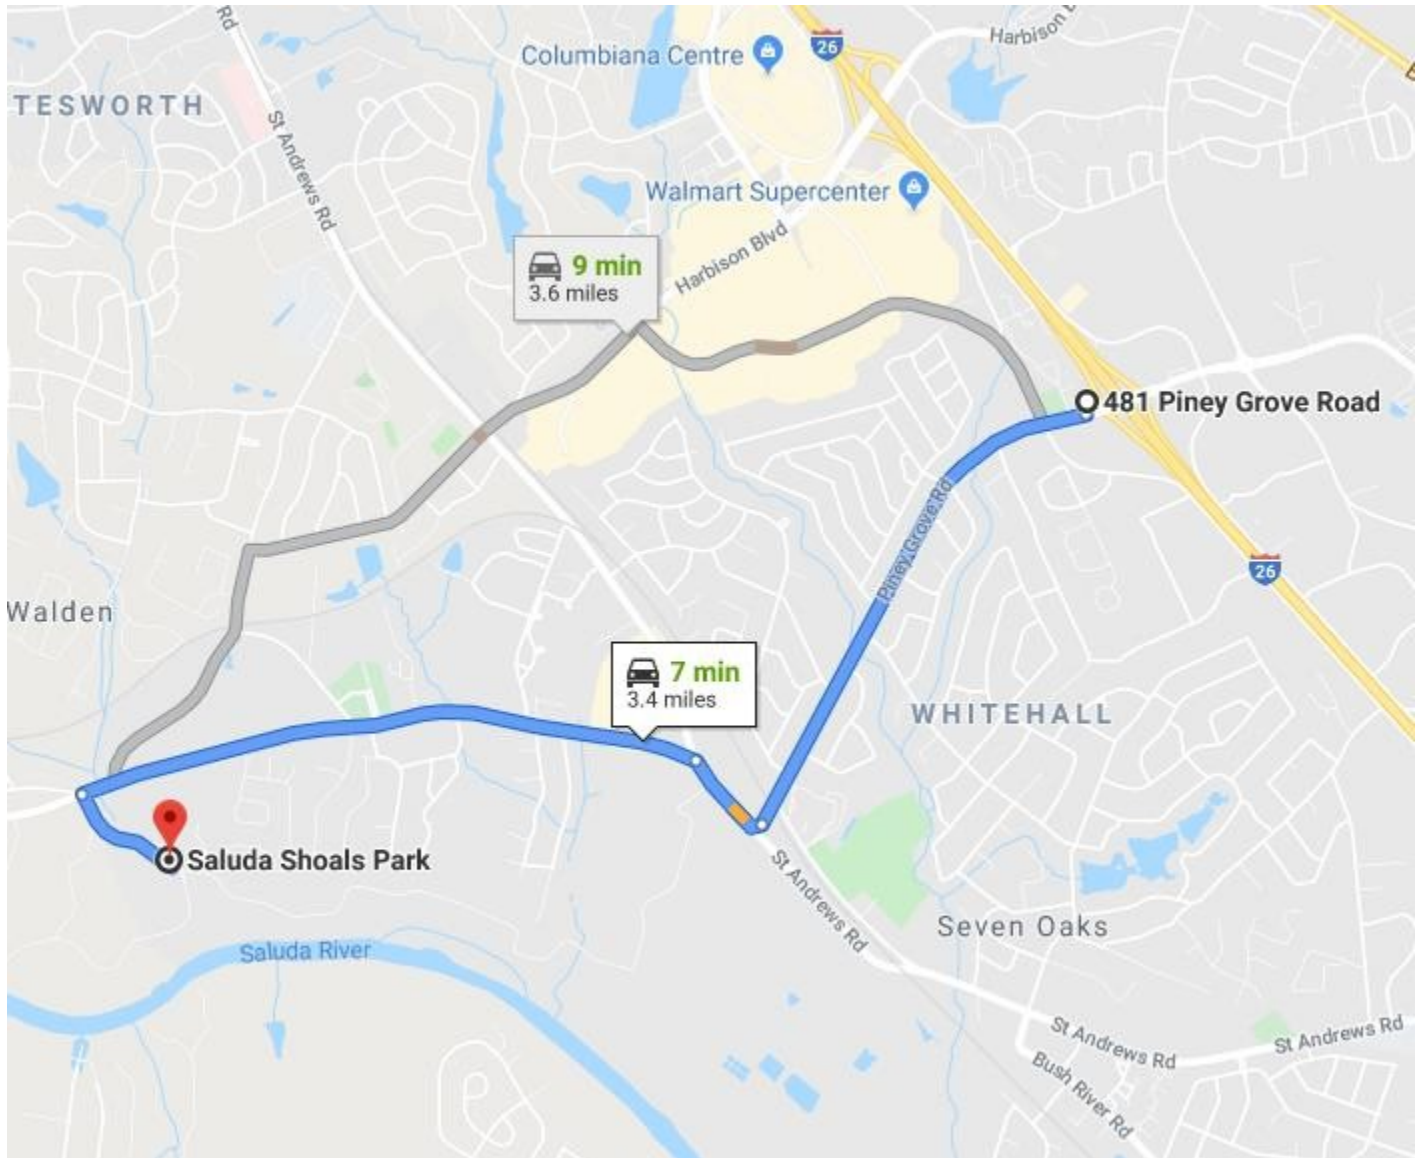 Rd
Columbiana Centre
26
Harbison B
TESWORTH
St Andrews Rd
Walmart Supercenter
Harbison Blvd
9 min
3.6 miles
481 Piney Grove Road
Piney Grove Rd
26
Walden
7 min
3.4 miles
WHITEHALL
Saluda Shoals Park
St Andrews Rd
Seven Oaks
Saluda River
St Andrews Rd
St Andrews Rd
Bush River Rd